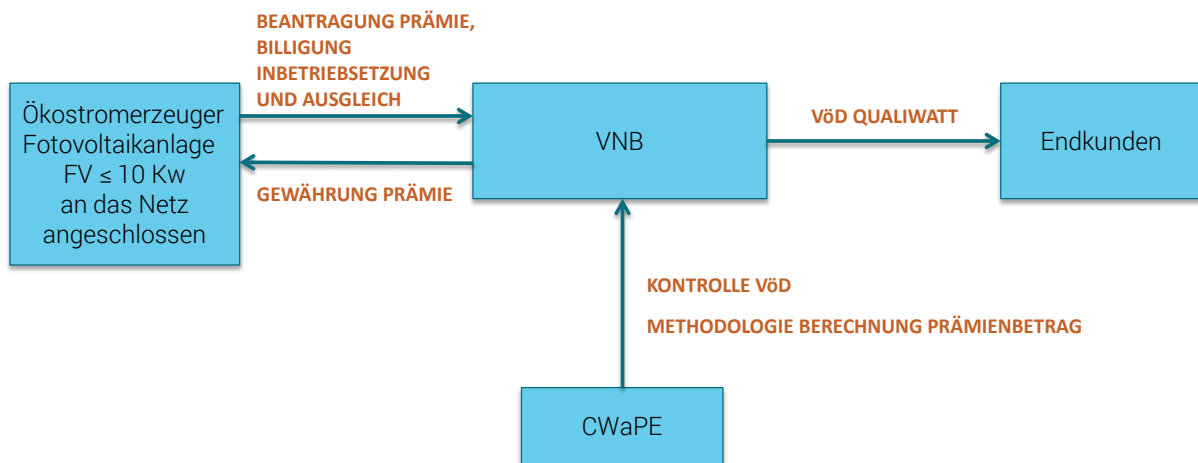 BEANTRAGUNG PRÄMIE,
BILLIGUNG
INBETRIEBSETZUNG
UND AUSGLEICH
Ökostromerzeuger
Fotovoltaikanlage
FV ≤ 10 Kw
an das Netz
angeschlossen
GEWÄHRUNG PRÄMIE
VNB
VöD QUALIWATT
Endkunden
KONTROLLE VöD
METHODOLOGIE BERECHNUNG PRÄMIENBETRAG
CWaPE